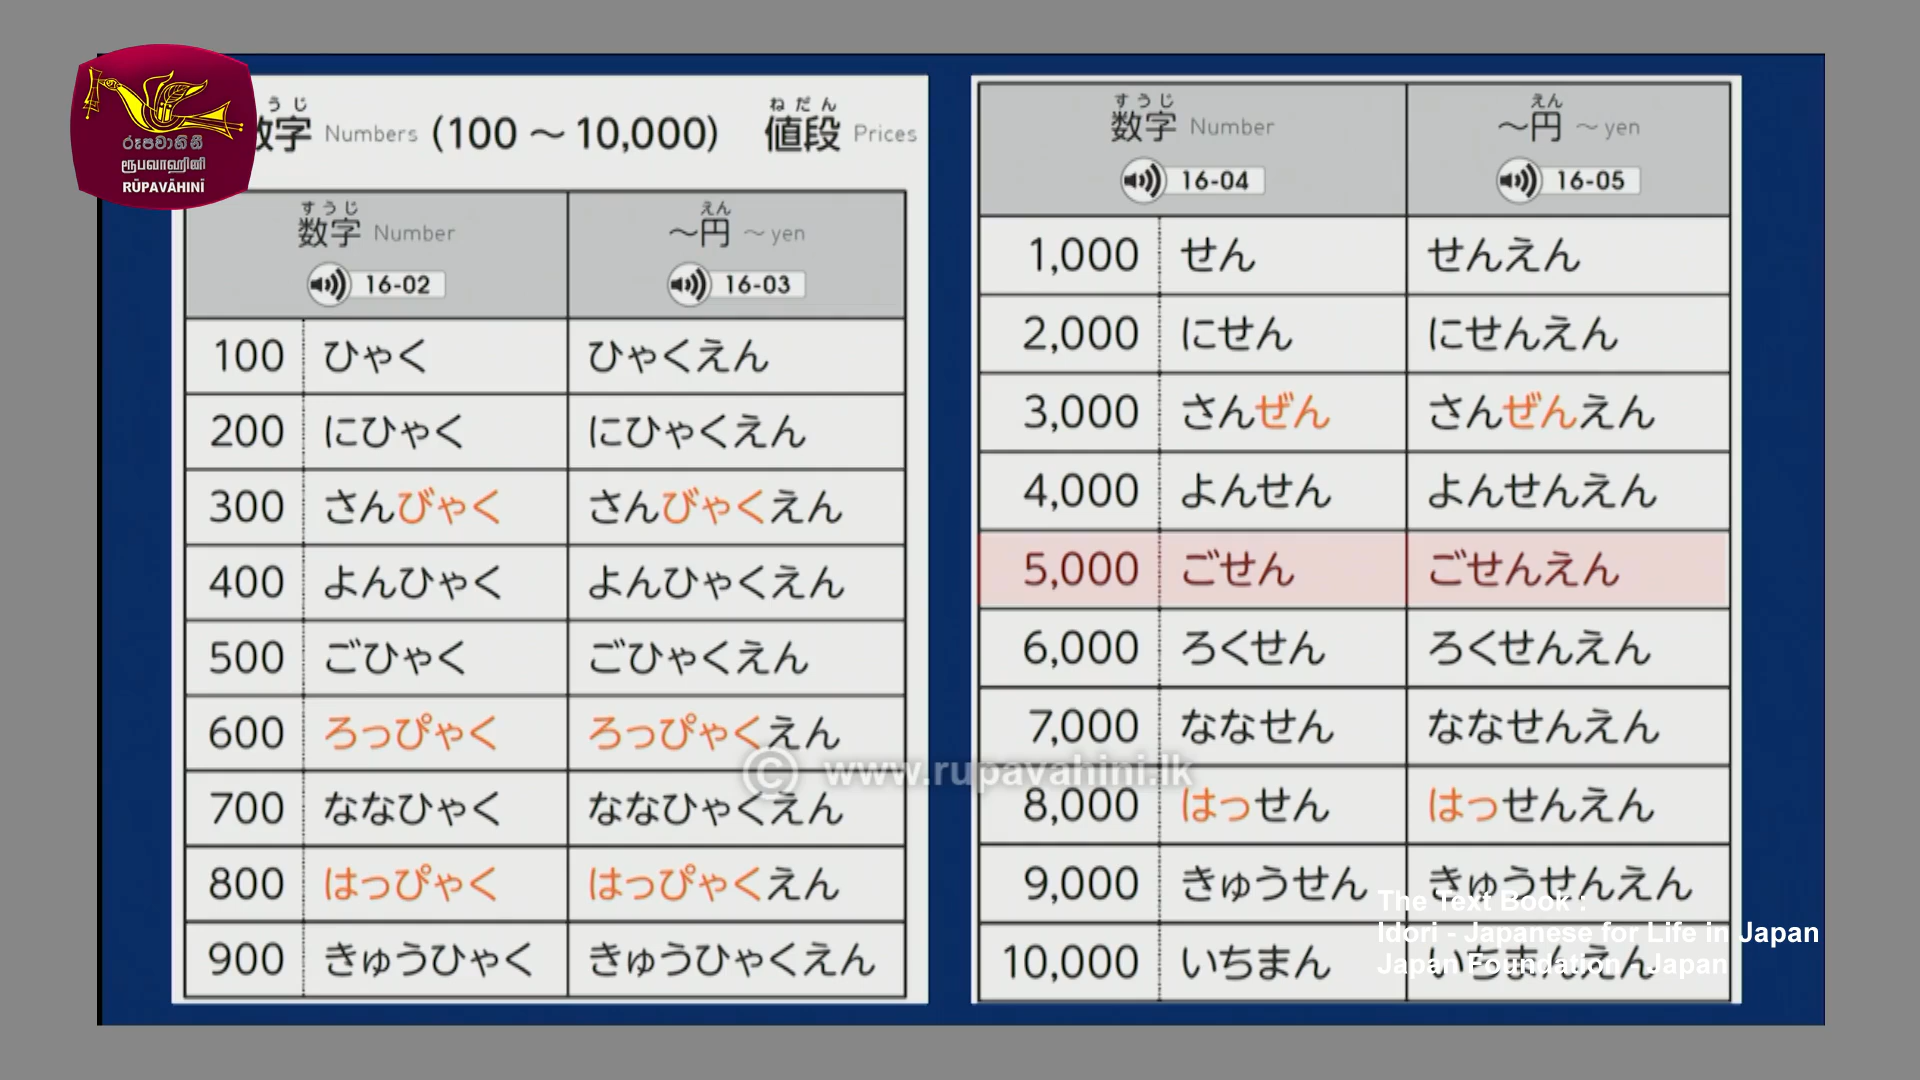 රූපවාහිනී
ரூபவாஹினி
RŪPAVĀHINĪ
うじ
数字 Numbers (100 ～ 10,000)
ねだん
値段 Prices
すうじ
数字 Number
16-02
えん
～円 ～ yen
16-03
100 ひゃく ひゃくえん
200 にひゃく にひゃくえん
300 さんびゃく さんびゃくえん
400 よんひゃく よんひゃくえん
500 ごひゃく ごひゃくえん
600 ろっぴゃく ろっぴゃくえん
700 ななひゃく ななひゃくえん
800 はっぴゃく はっぴゃくえん
900 きゅうひゃく きゅうひゃくえん
すうじ
数字 Number
16-04
えん
～円 ～ yen
16-05
1,000 せん せんえん
2,000 にせん にせんえん
3,000 さんぜん さんぜんえん
4,000 よんせん よんせんえん
5,000 ごせん ごせんえん
6,000 ろくせん ろくせんえん
7,000 ななせん ななせんえん
8,000 はっせん はっせんえん
9,000 きゅうせん きゅうせんえん
10,000 いちまん いちまんえん
© www.rupavahini.lk
The Text Book :
Idori - Japanese for Life in Japan
Japan Foundation - Japan